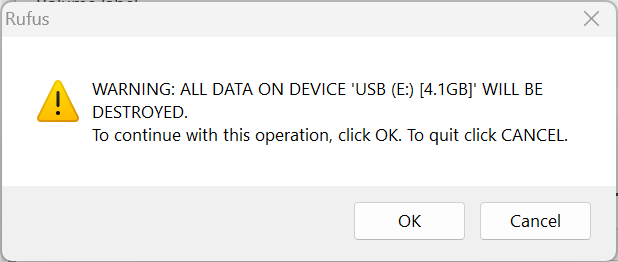 Rufus
WARNING: ALL DATA ON DEVICE 'USB (E:) [4.1GB]' WILL BE
DESTROYED.
To continue with this operation, click OK. To quit click CANCEL.
OK
Cancel